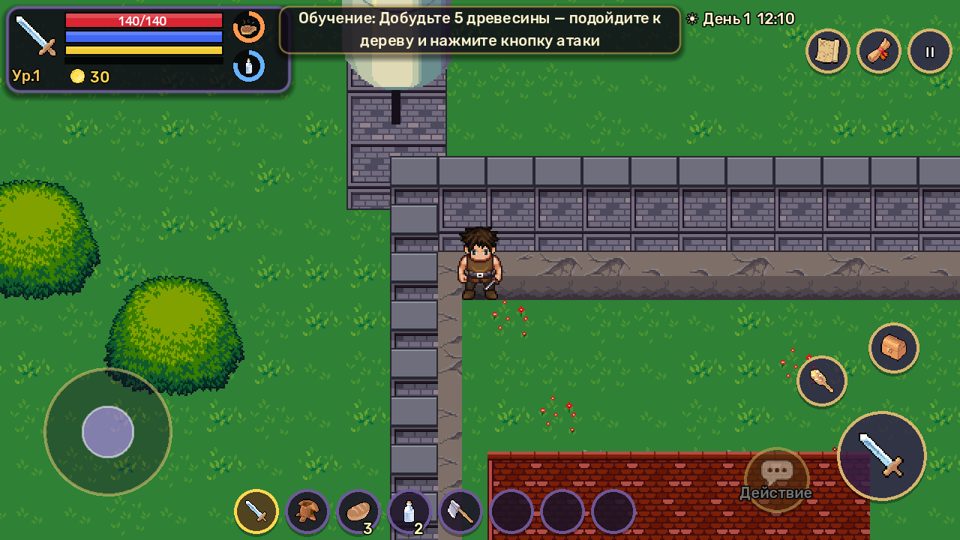 140/140
Ур.1
30
Обучение: Добудьте 5 древесины — подойдите к
дереву и нажмите кнопку атаки
День 1 12:10
Действие
3
2